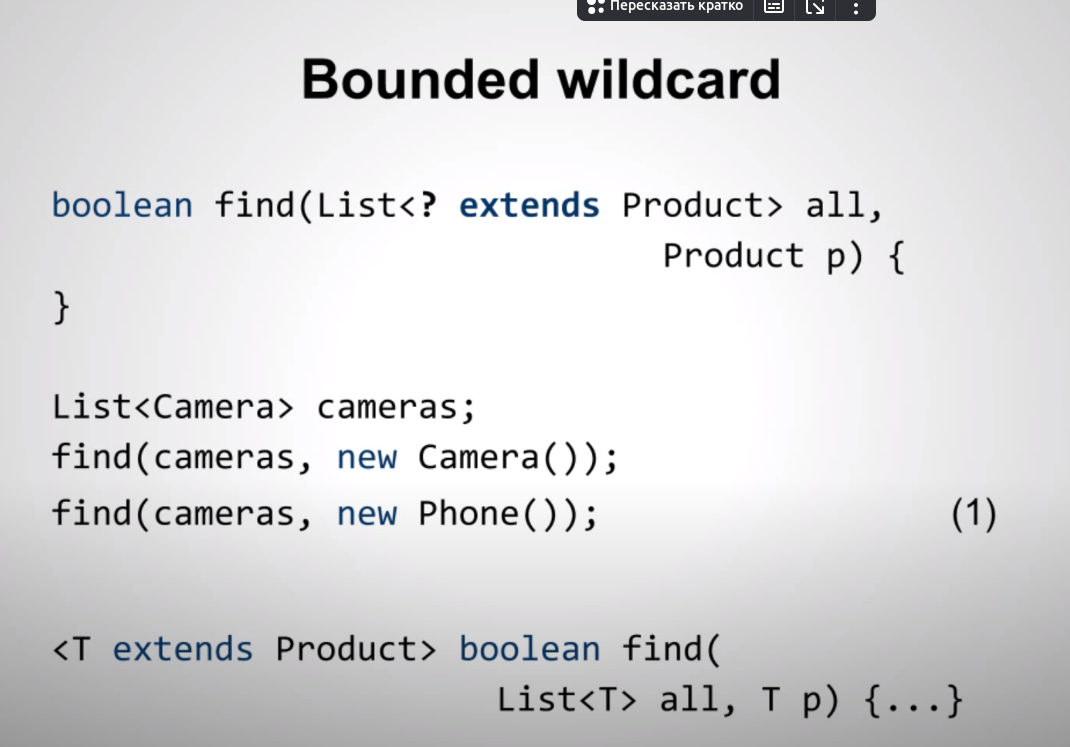 Пересказать кратко
Bounded wildcard
boolean find(List<? extends Product> all,
Product p) {
}
List<Camera> cameras;
find(cameras, new Camera());
find(cameras, new Phone()); (1)
<T extends Product> boolean find(
List<T> all, T p) {...}